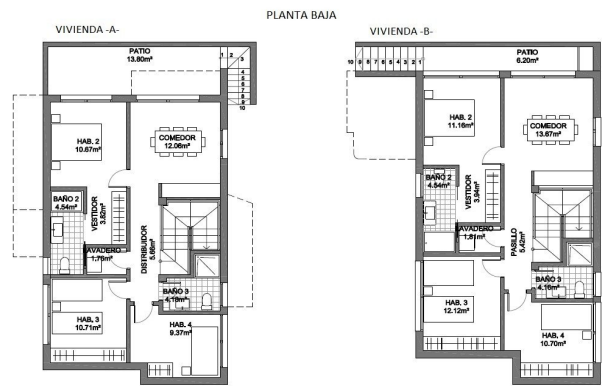 PLANTA BAJA
VIVIENDA -A-
PATIO
13.80m²
1 2
3
4
5
6
7
8
9
10
HAB. 2
10.67m²
COMEDOR
12.06m²
BAÑO 2
4.54m²
VESTIDOR
3.82m²
LAVADERO
1.76m²
DISTRIBUIDOR
5.66m²
BAÑO 3
4.16m²
HAB. 3
10.71m²
HAB. 4
9.37m²
VIVIENDA -B-
10 9 8 7 6 5 4 3 2 1
PATIO
6.20m²
HAB. 2
11.16m²
COMEDOR
13.67m²
BAÑO 2
4.54m²
VESTIDOR
3.94m²
LAVADERO
1.81m²
PASILLO
5.42m²
BAÑO 3
4.16m²
HAB. 3
12.12m²
HAB. 4
10.70m²